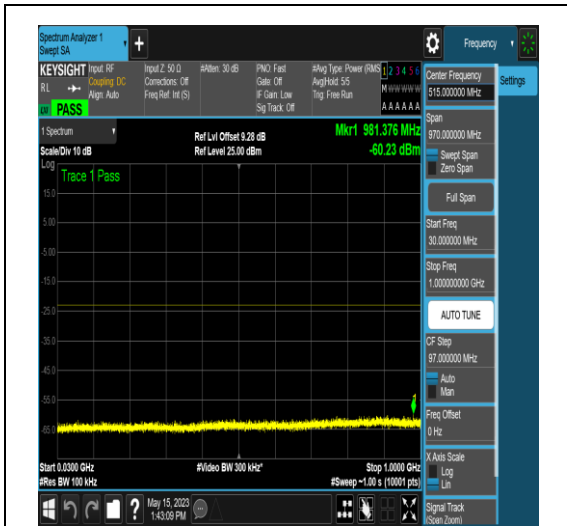 Spectrum Analyzer 1
Swept SA
+
Frequency
KEYSIGHT
RL
PASS
Input: RF
Coupling: DC
Align: Auto
Input Z: 50 Ω
Corrections: Off
Freq Ref: Int (S)
#Atten: 30 dB
PNO: Fast
Gate: Off
IF Gain: Low
Sig Track: Off
#Avg Type: Power (RMS
Avg|Hold: 5/5
Trig: Free Run
1 2 3 4 5 6
M W W W W W
A A A A A A
1 Spectrum
Scale/Div 10 dB
Ref Lvl Offset 9.28 dB
Ref Level 25.00 dBm
Mkr1 981.376 MHz
-60.23 dBm
Log
Trace 1 Pass
15.0
5.00
-5.00
-15.0
-25.0
-35.0
-45.0
-55.0
-65.0
Start 0.0300 GHz
#Res BW 100 kHz
#Video BW 300 kHz*
Stop 1.0000 GHz
#Sweep ~1.00 s (10001 pts)
May 15, 2023
1:43:09 PM
Center Frequency
515.000000 MHz
Settings
Span
970.000000 MHz
Swept Span
Zero Span
Full Span
Start Freq
30.000000 MHz
Stop Freq
1.000000000 GHz
AUTO TUNE
CF Step
97.000000 MHz
Auto
Man
Freq Offset
0 Hz
X Axis Scale
Log
Lin
Signal Track
(Span Zoom)